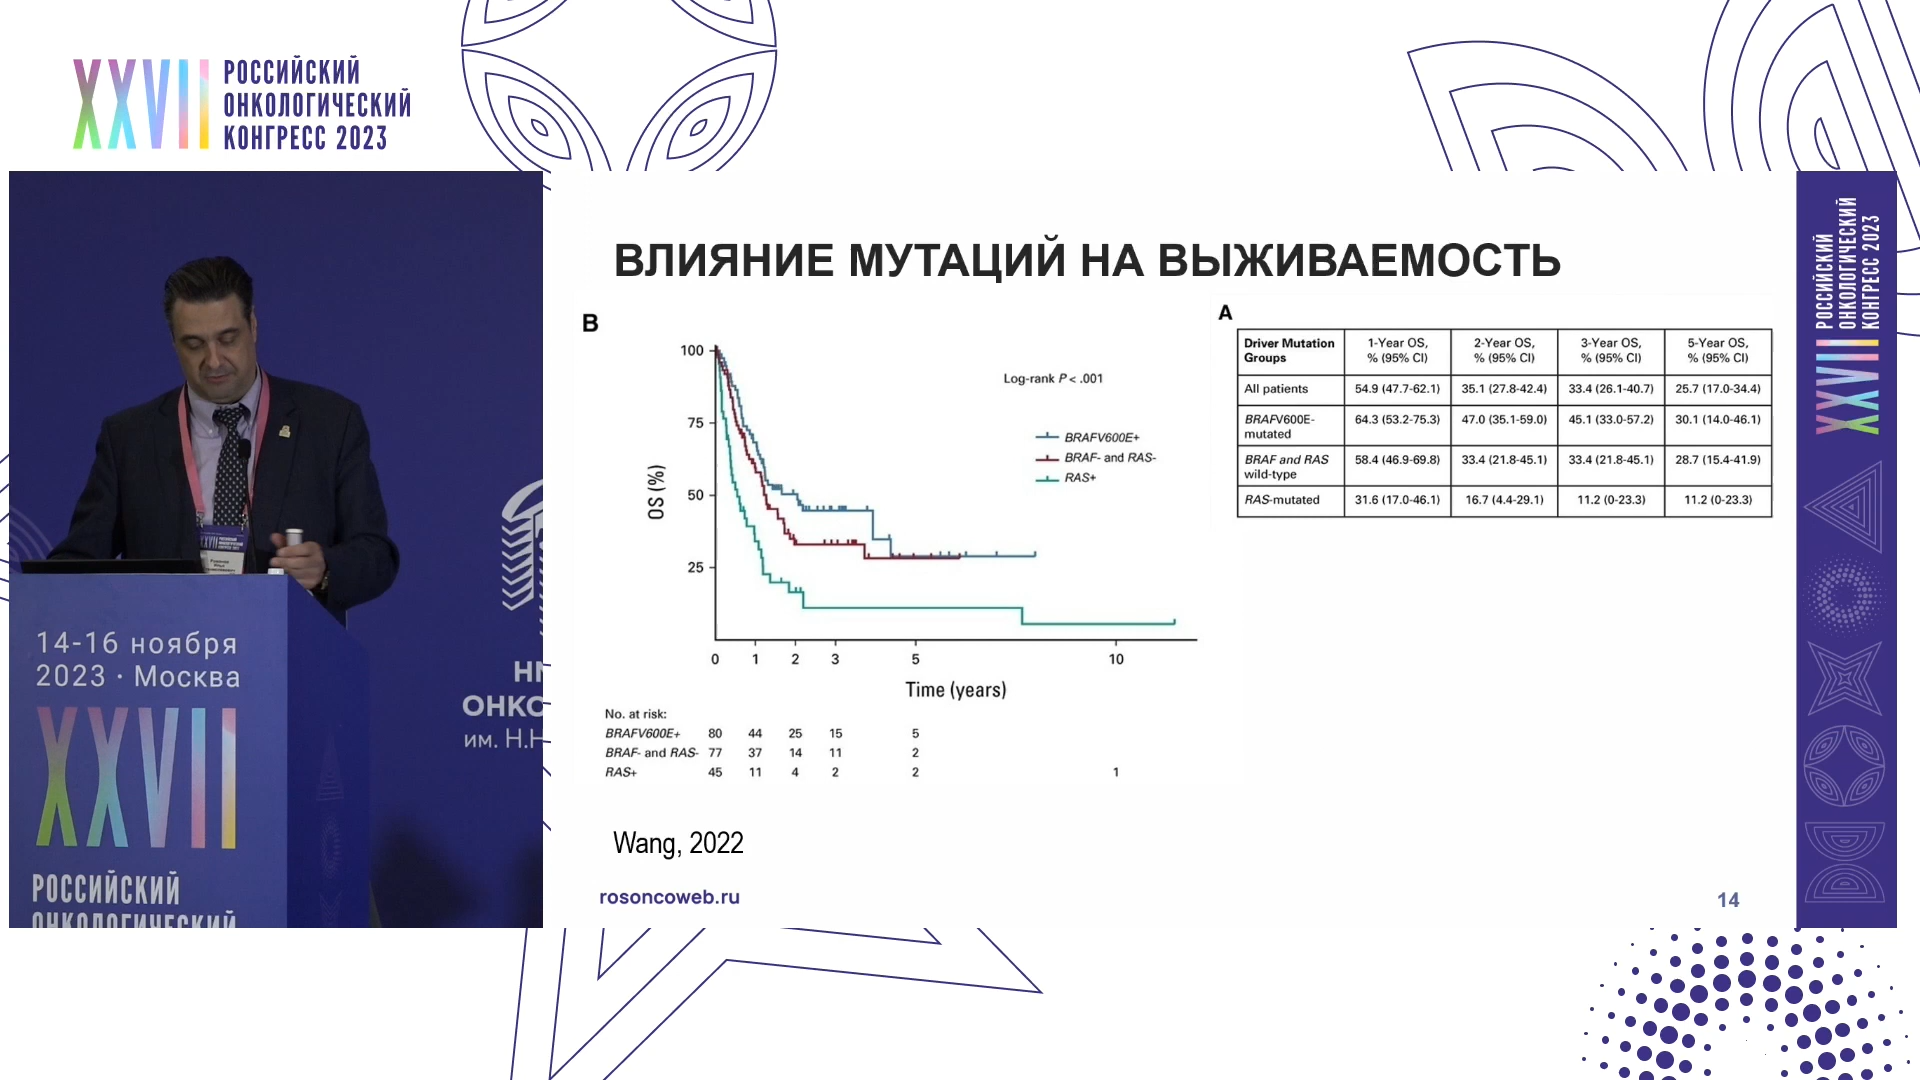 XXVII
РОССИЙСКИЙ
ОНКОЛОГИЧЕСКИЙ
КОНГРЕСС 2023
14-16 ноября
2023 · Москва
XXVII
РОССИЙСКИЙ
ОНКОЛОГИЧЕСКИЙ
НМ
ОНКО
им. Н.Н
ВЛИЯНИЕ МУТАЦИЙ НА ВЫЖИВАЕМОСТЬ
B
100
75
50
25
OS (%)
Log-rank P < .001
BRAFV600E+
BRAF- and RAS-
RAS+
0 1 2 3 5 10
Time (years)
No. at risk:
BRAFV600E+ 80 44 25 15 5
BRAF- and RAS- 77 37 14 11 2
RAS+ 45 11 4 2 2 1
A
Driver Mutation Groups 1-Year OS, % (95% CI) 2-Year OS, % (95% CI) 3-Year OS, % (95% CI) 5-Year OS, % (95% CI)
All patients 54.9 (47.7-62.1) 35.1 (27.8-42.4) 33.4 (26.1-40.7) 25.7 (17.0-34.4)
BRAFV600E-mutated 64.3 (53.2-75.3) 47.0 (35.1-59.0) 45.1 (33.0-57.2) 30.1 (14.0-46.1)
BRAF and RAS wild-type 58.4 (46.9-69.8) 33.4 (21.8-45.1) 33.4 (21.8-45.1) 28.7 (15.4-41.9)
RAS-mutated 31.6 (17.0-46.1) 16.7 (4.4-29.1) 11.2 (0-23.3) 11.2 (0-23.3)
Wang, 2022
rosoncoweb.ru
14
XXVII
РОССИЙСКИЙ
ОНКОЛОГИЧЕСКИЙ
КОНГРЕСС 2023